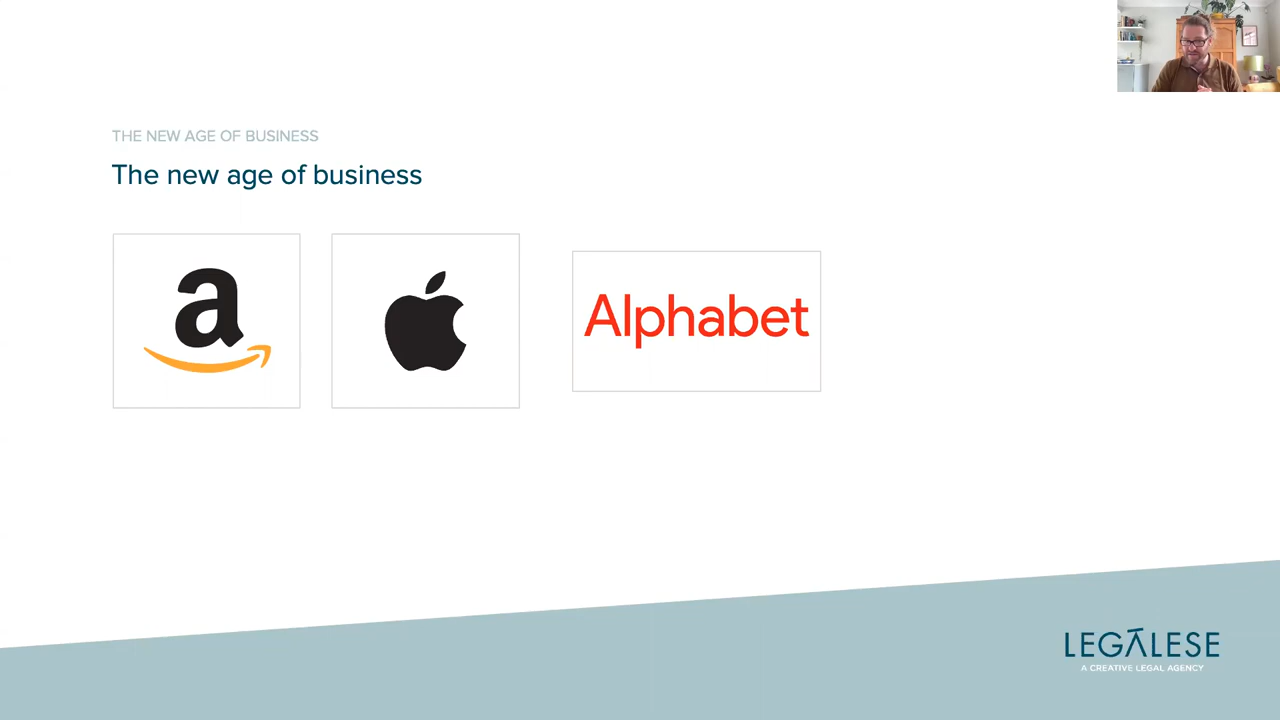 THE NEW AGE OF BUSINESS
The new age of business
a
Alphabet
LEGALESE
A CREATIVE LEGAL AGENCY